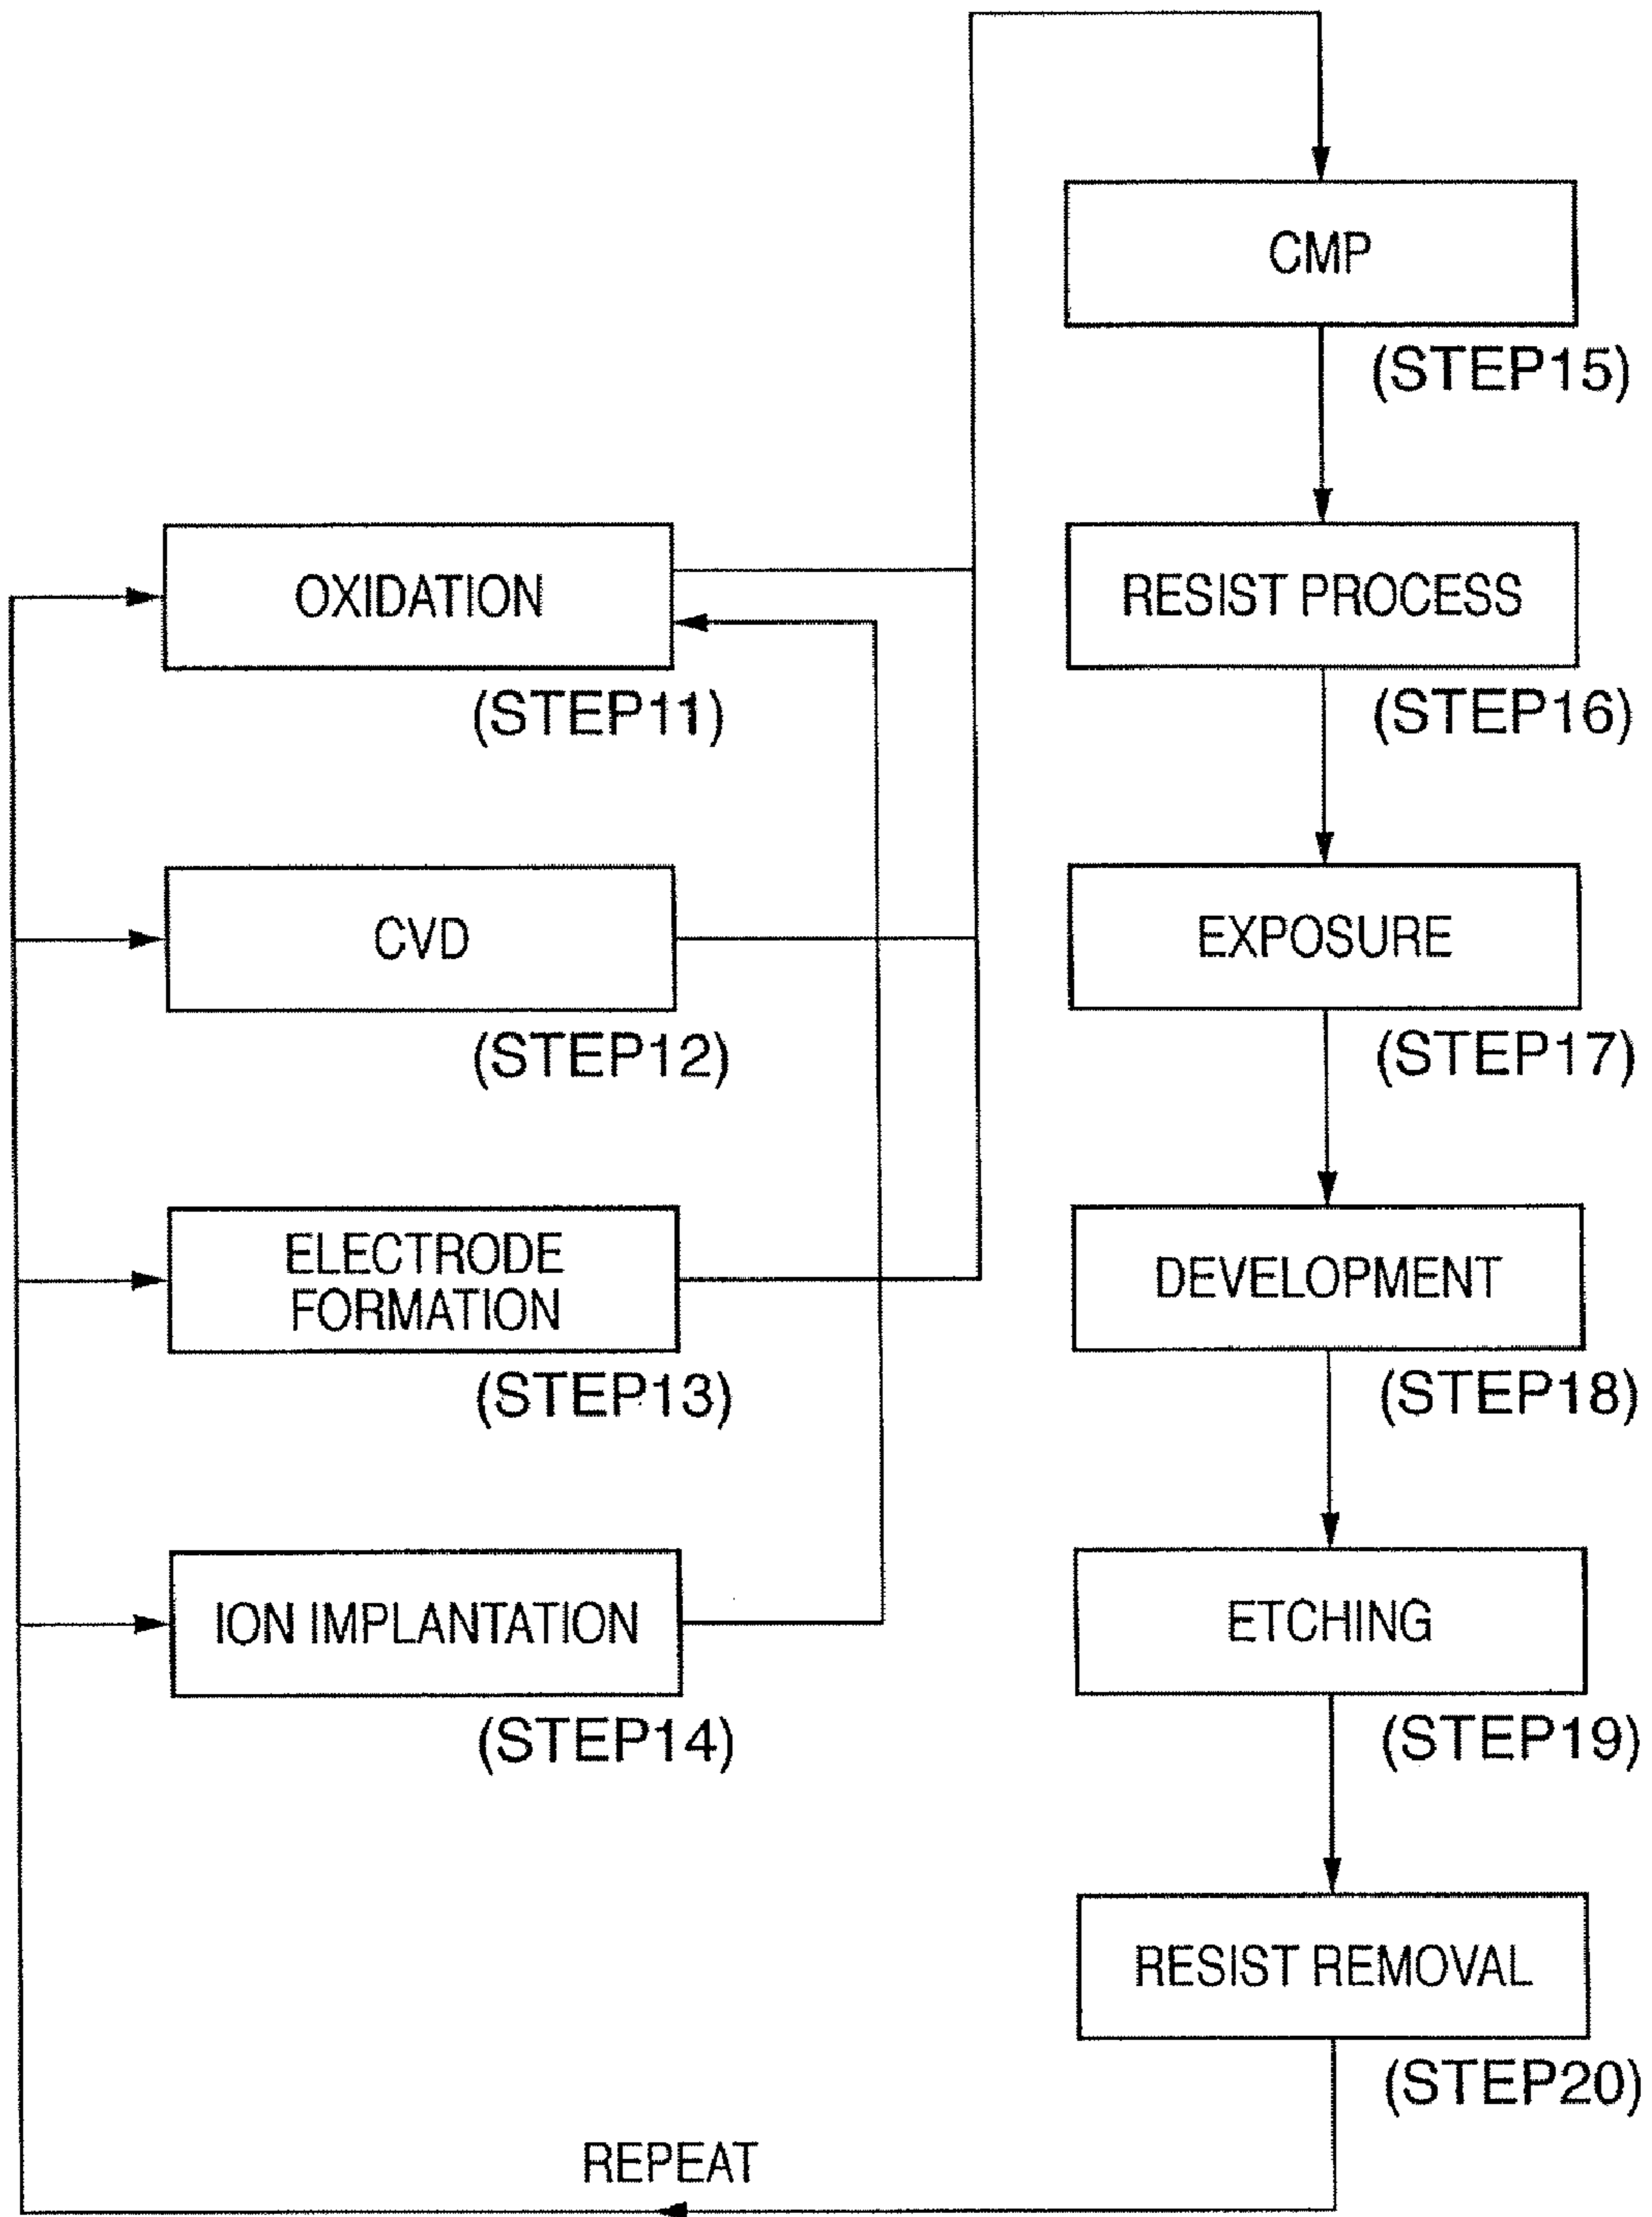 OXIDATION
(STEP11)
CVD
(STEP12)
ELECTRODE
FORMATION
(STEP13)
ION IMPLANTATION
(STEP14)
CMP
(STEP15)
RESIST PROCESS
(STEP16)
EXPOSURE
(STEP17)
DEVELOPMENT
(STEP18)
ETCHING
(STEP19)
RESIST REMOVAL
(STEP20)
REPEAT